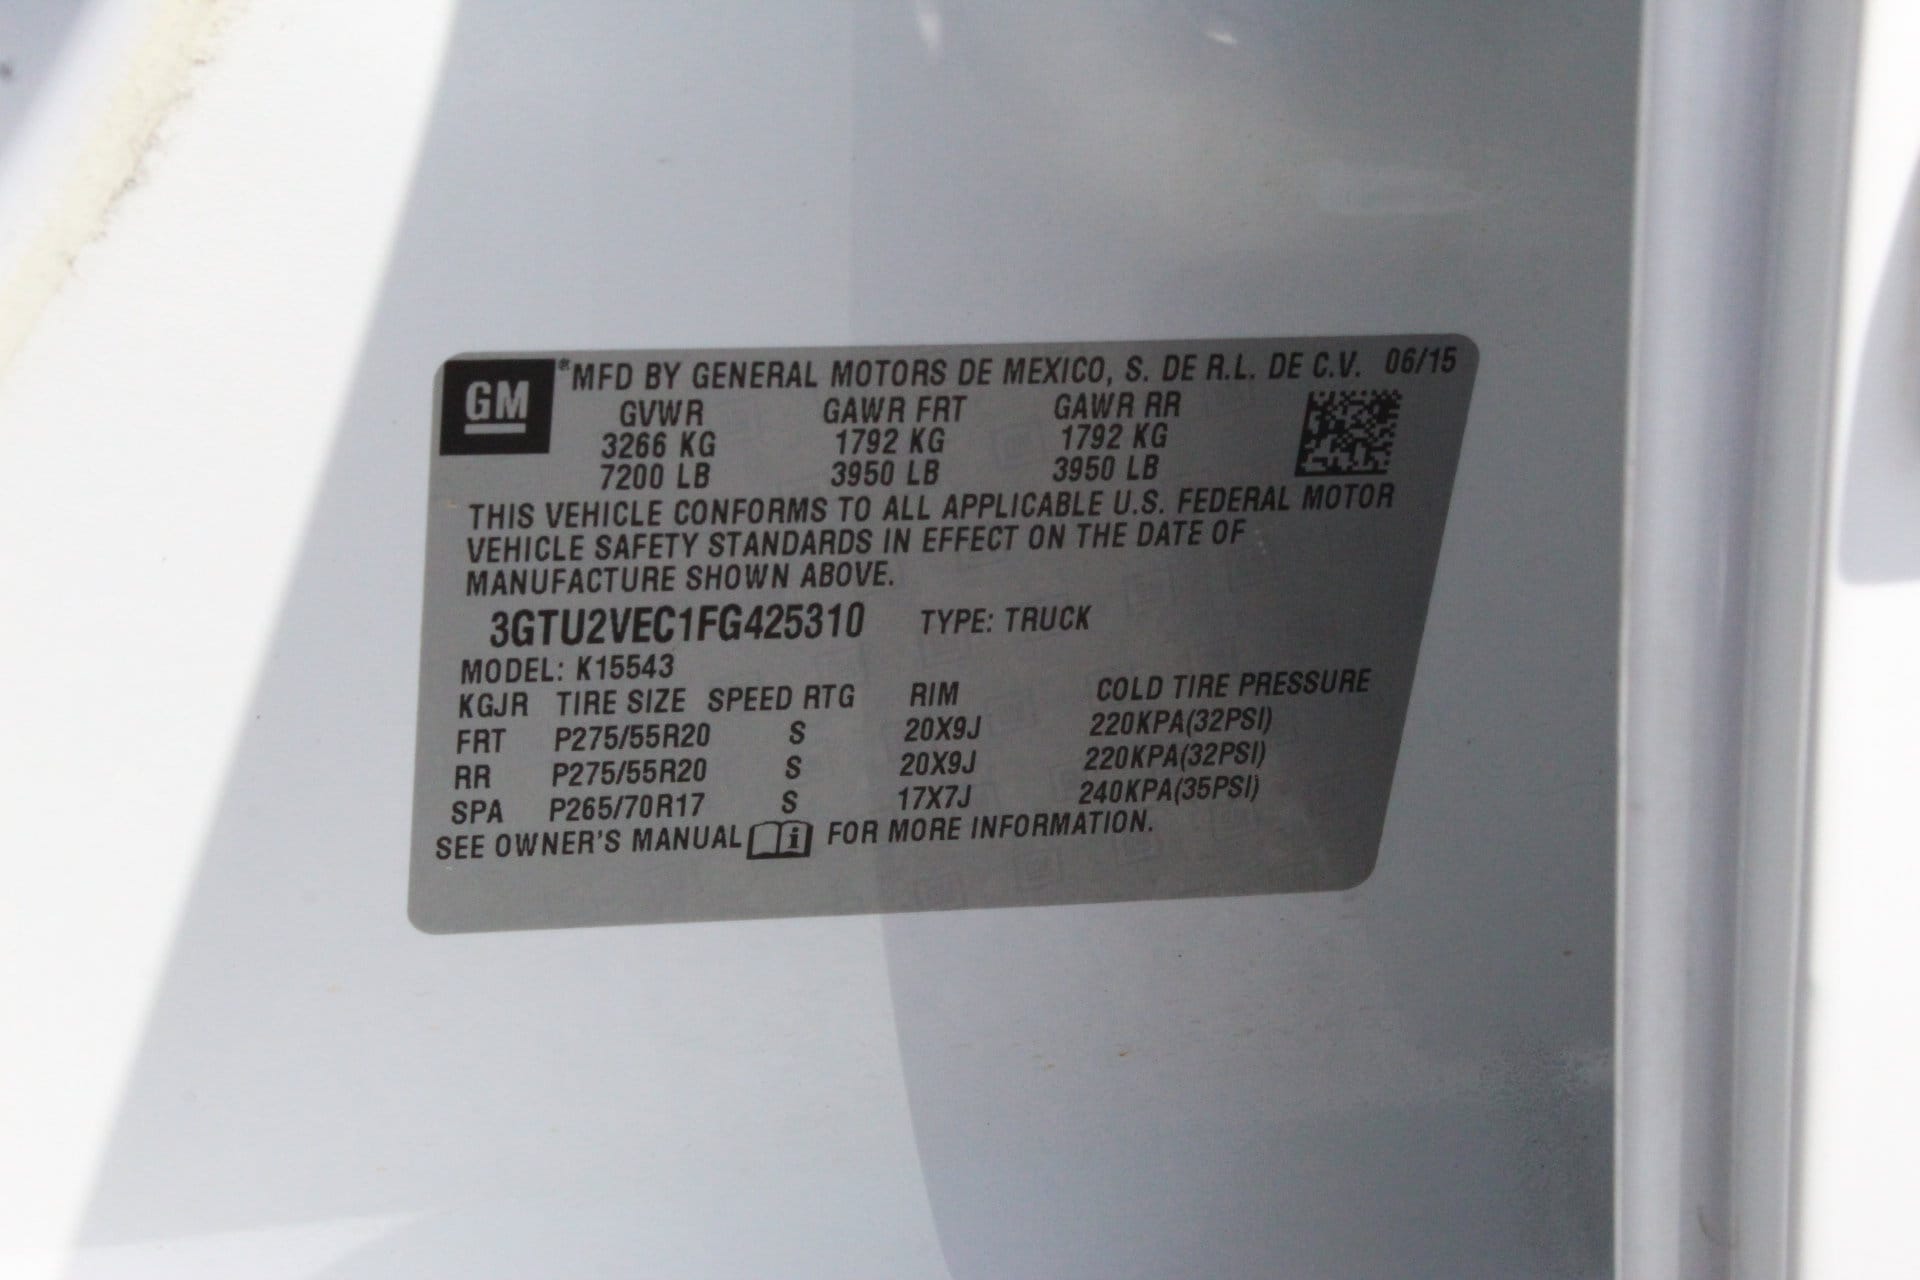 GM ®MFD BY GENERAL MOTORS DE MEXICO, S. DE R.L. DE C.V. 06/15
GVWR GAWR FRT GAWR RR
3266 KG 1792 KG 1792 KG
7200 LB 3950 LB 3950 LB
THIS VEHICLE CONFORMS TO ALL APPLICABLE U.S. FEDERAL MOTOR
VEHICLE SAFETY STANDARDS IN EFFECT ON THE DATE OF
MANUFACTURE SHOWN ABOVE.
3GTU2VEC1FG425310 TYPE: TRUCK
MODEL: K15543
KGJR TIRE SIZE SPEED RTG RIM COLD TIRE PRESSURE
FRT P275/55R20 S 20X9J 220KPA(32PSI)
RR P275/55R20 S 20X9J 220KPA(32PSI)
SPA P265/70R17 S 17X7J 240KPA(35PSI)
SEE OWNER'S MANUAL i FOR MORE INFORMATION.